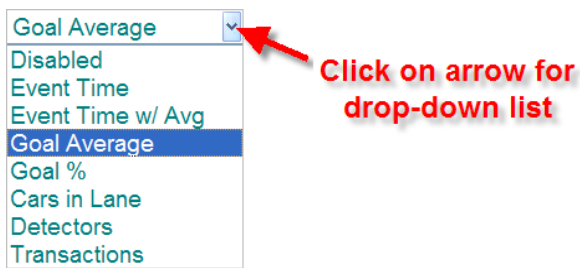 Goal Average
Disabled
Event Time
Event Time w/ Avg
Goal Average
Goal %
Cars in Lane
Detectors
Transactions
Click on arrow for
drop-down list